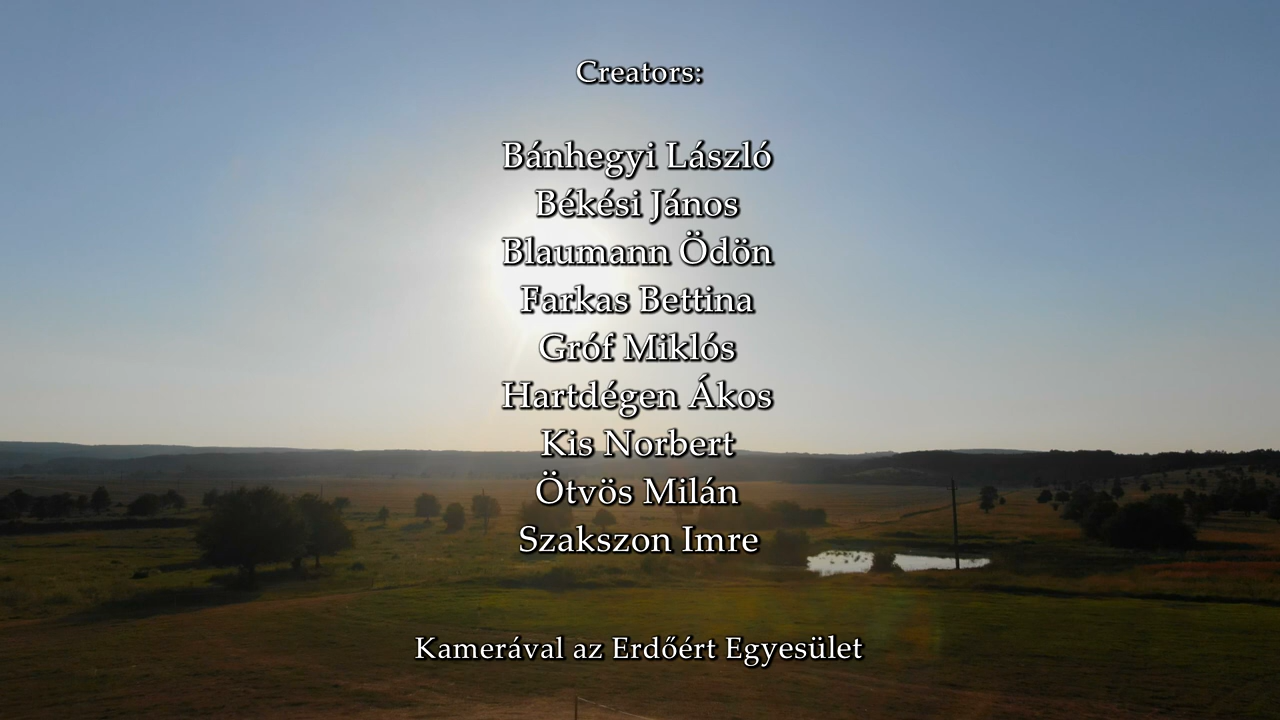 Creators:
Bánhegyi László
Békési János
Blaumann Ödön
Farkas Bettina
Gróf Miklós
Hartdégen Ákos
Kis Norbert
Ötvös Milán
Szakszon Imre
Kamerával az Erdőért Egyesület